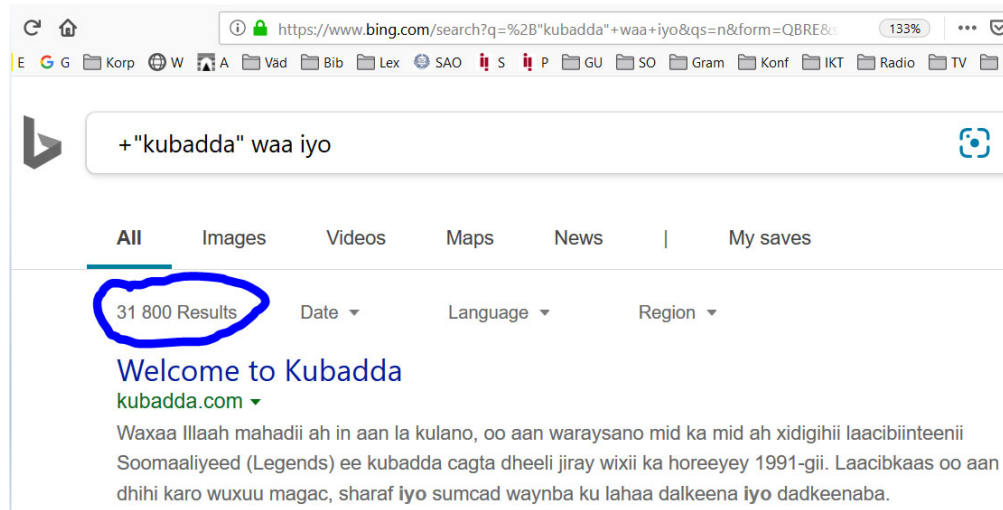 https://www.bing.com/search?q=%2B"kubadda"+waa+iyo&qs=n&form=QBRE&s 133%
E G G Korp W A Väd Bib Lex SAO S P GU SO Gram Konf IKT Radio TV
+"kubadda" waa iyo
All Images Videos Maps News | My saves
31 800 Results Date Language Region
Welcome to Kubadda
kubadda.com
Waxaa Illaah mahadii ah in aan la kulano, oo aan waraysano mid ka mid ah xidigihii laacibiinteenii
Soomaaliyeed (Legends) ee kubadda cagta dheeli jiray wixii ka horeeyey 1991-gii. Laacibkaas oo aan
dhihi karo wuxuu magac, sharaf iyo sumcad waynba ku lahaa dalkeena iyo dadkeenaba.